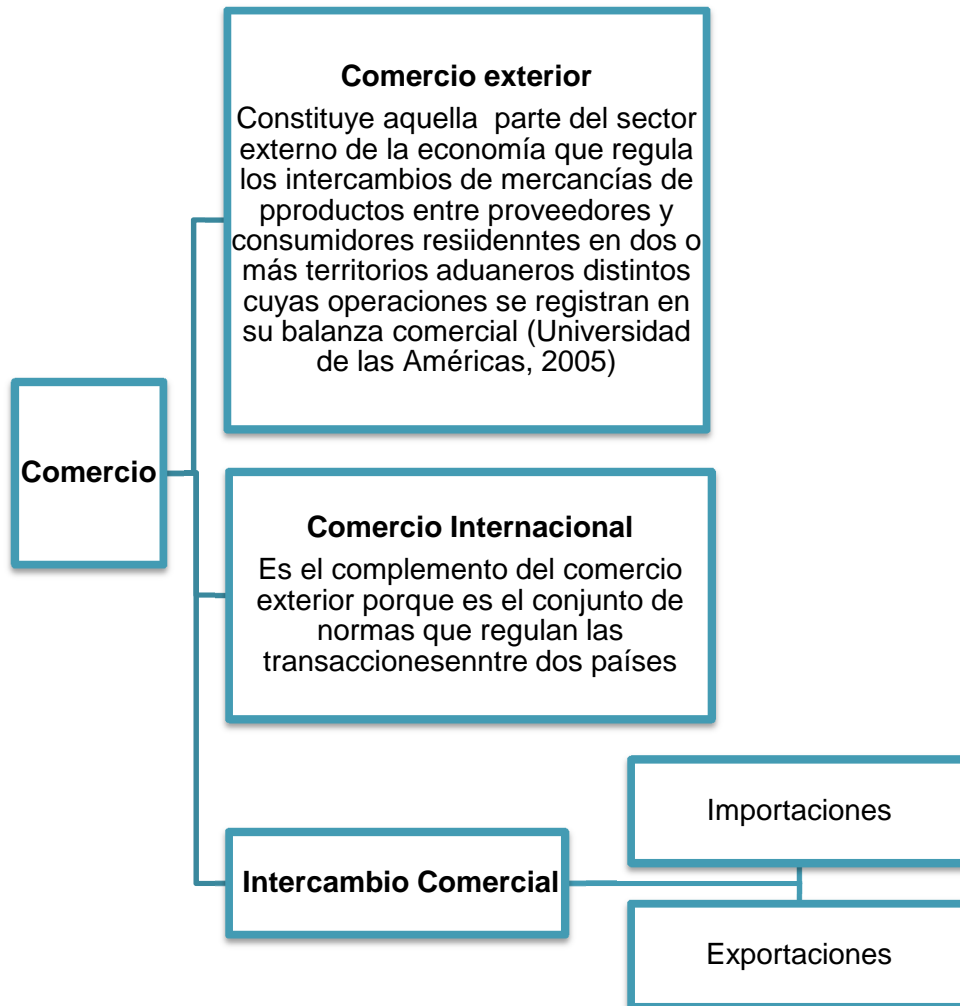 Comercio
Comercio exterior
Constituye aquella  parte del sector
externo de la economía que regula
los intercambios de mercancías de
pproductos entre proveedores y
consumidores resiidenntes en dos o
más territorios aduaneros distintos
cuyas operaciones se registran en
su balanza comercial (Universidad
de las Américas, 2005)
Comercio Internacional
Es el complemento del comercio
exterior porque es el conjunto de
normas que regulan las
transaccionesenntre dos países
Intercambio Comercial
Importaciones
Exportaciones